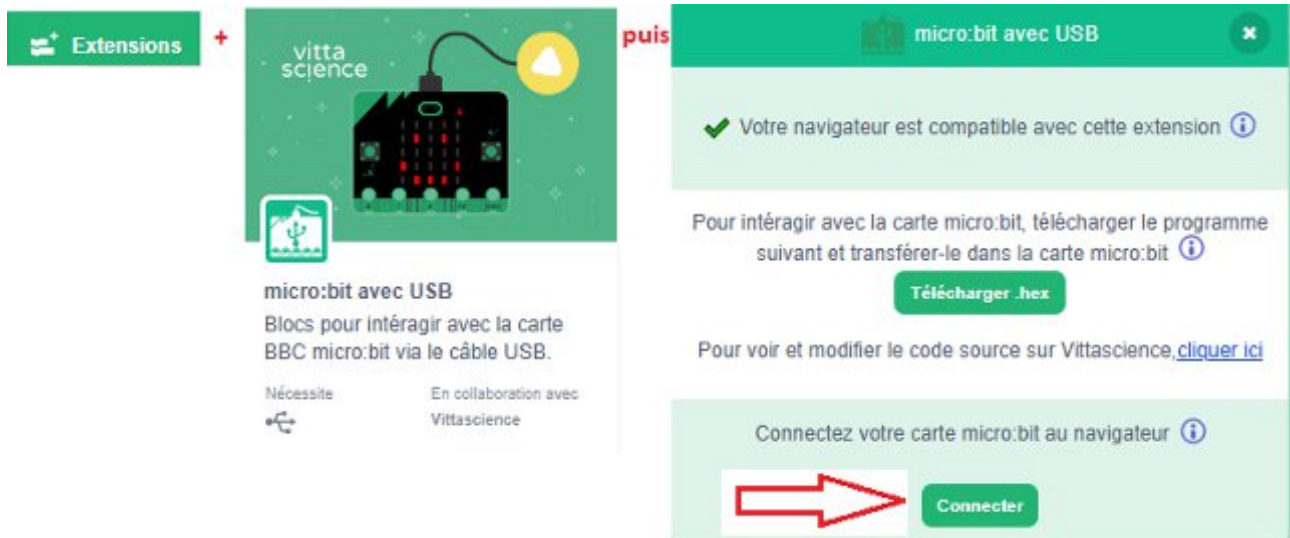 Extensions
+
vitta
science
micro:bit avec USB
Blocs pour intéragir avec la carte
BBC micro:bit via le câble USB.
Nécessite
En collaboration avec
Vittascience
puis
micro:bit avec USB
Votre navigateur est compatible avec cette extension
Pour intéragir avec la carte micro:bit, télécharger le programme
suivant et transférer-le dans la carte micro:bit
Télécharger .hex
Pour voir et modifier le code source sur Vittascience,cliquer ici
Connectez votre carte micro:bit au navigateur
Connecter